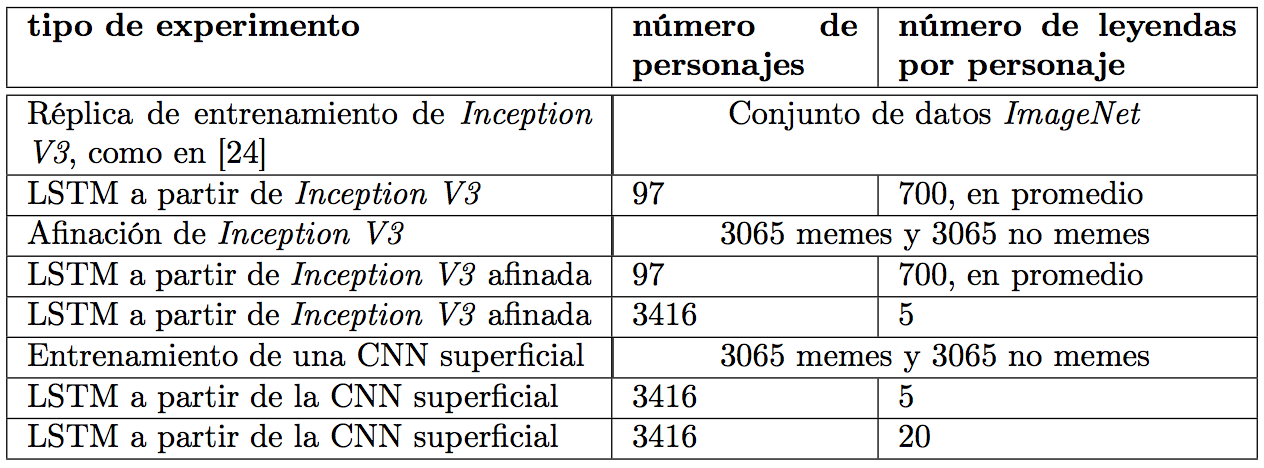 tipo de experimento número de personajes número de leyendas por personaje
Réplica de entrenamiento de Inception V3, como en [24] Conjunto de datos ImageNet
LSTM a partir de Inception V3 97 700, en promedio
Afinación de Inception V3 3065 memes y 3065 no memes
LSTM a partir de Inception V3 afinada 97 700, en promedio
LSTM a partir de Inception V3 afinada 3416 5
Entrenamiento de una CNN superficial 3065 memes y 3065 no memes
LSTM a partir de la CNN superficial 3416 5
LSTM a partir de la CNN superficial 3416 20